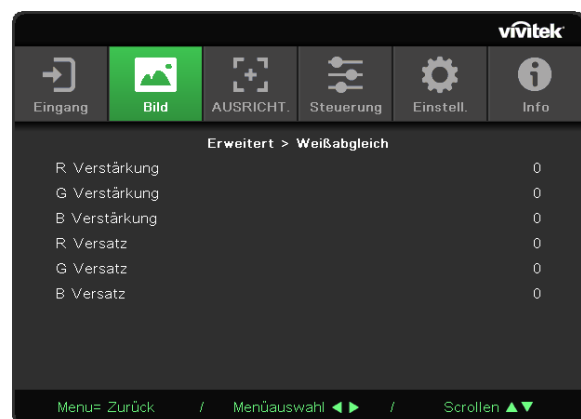 vivitek
Eingang Bild AUSRICHT. Steuerung Einstell. Info
Erweitert > Weißabgleich
R Verstärkung 0
G Verstärkung 0
B Verstärkung 0
R Versatz 0
G Versatz 0
B Versatz 0
Menu= Zurück / Menüauswahl ◀ ▶ / Scrollen ▲▼